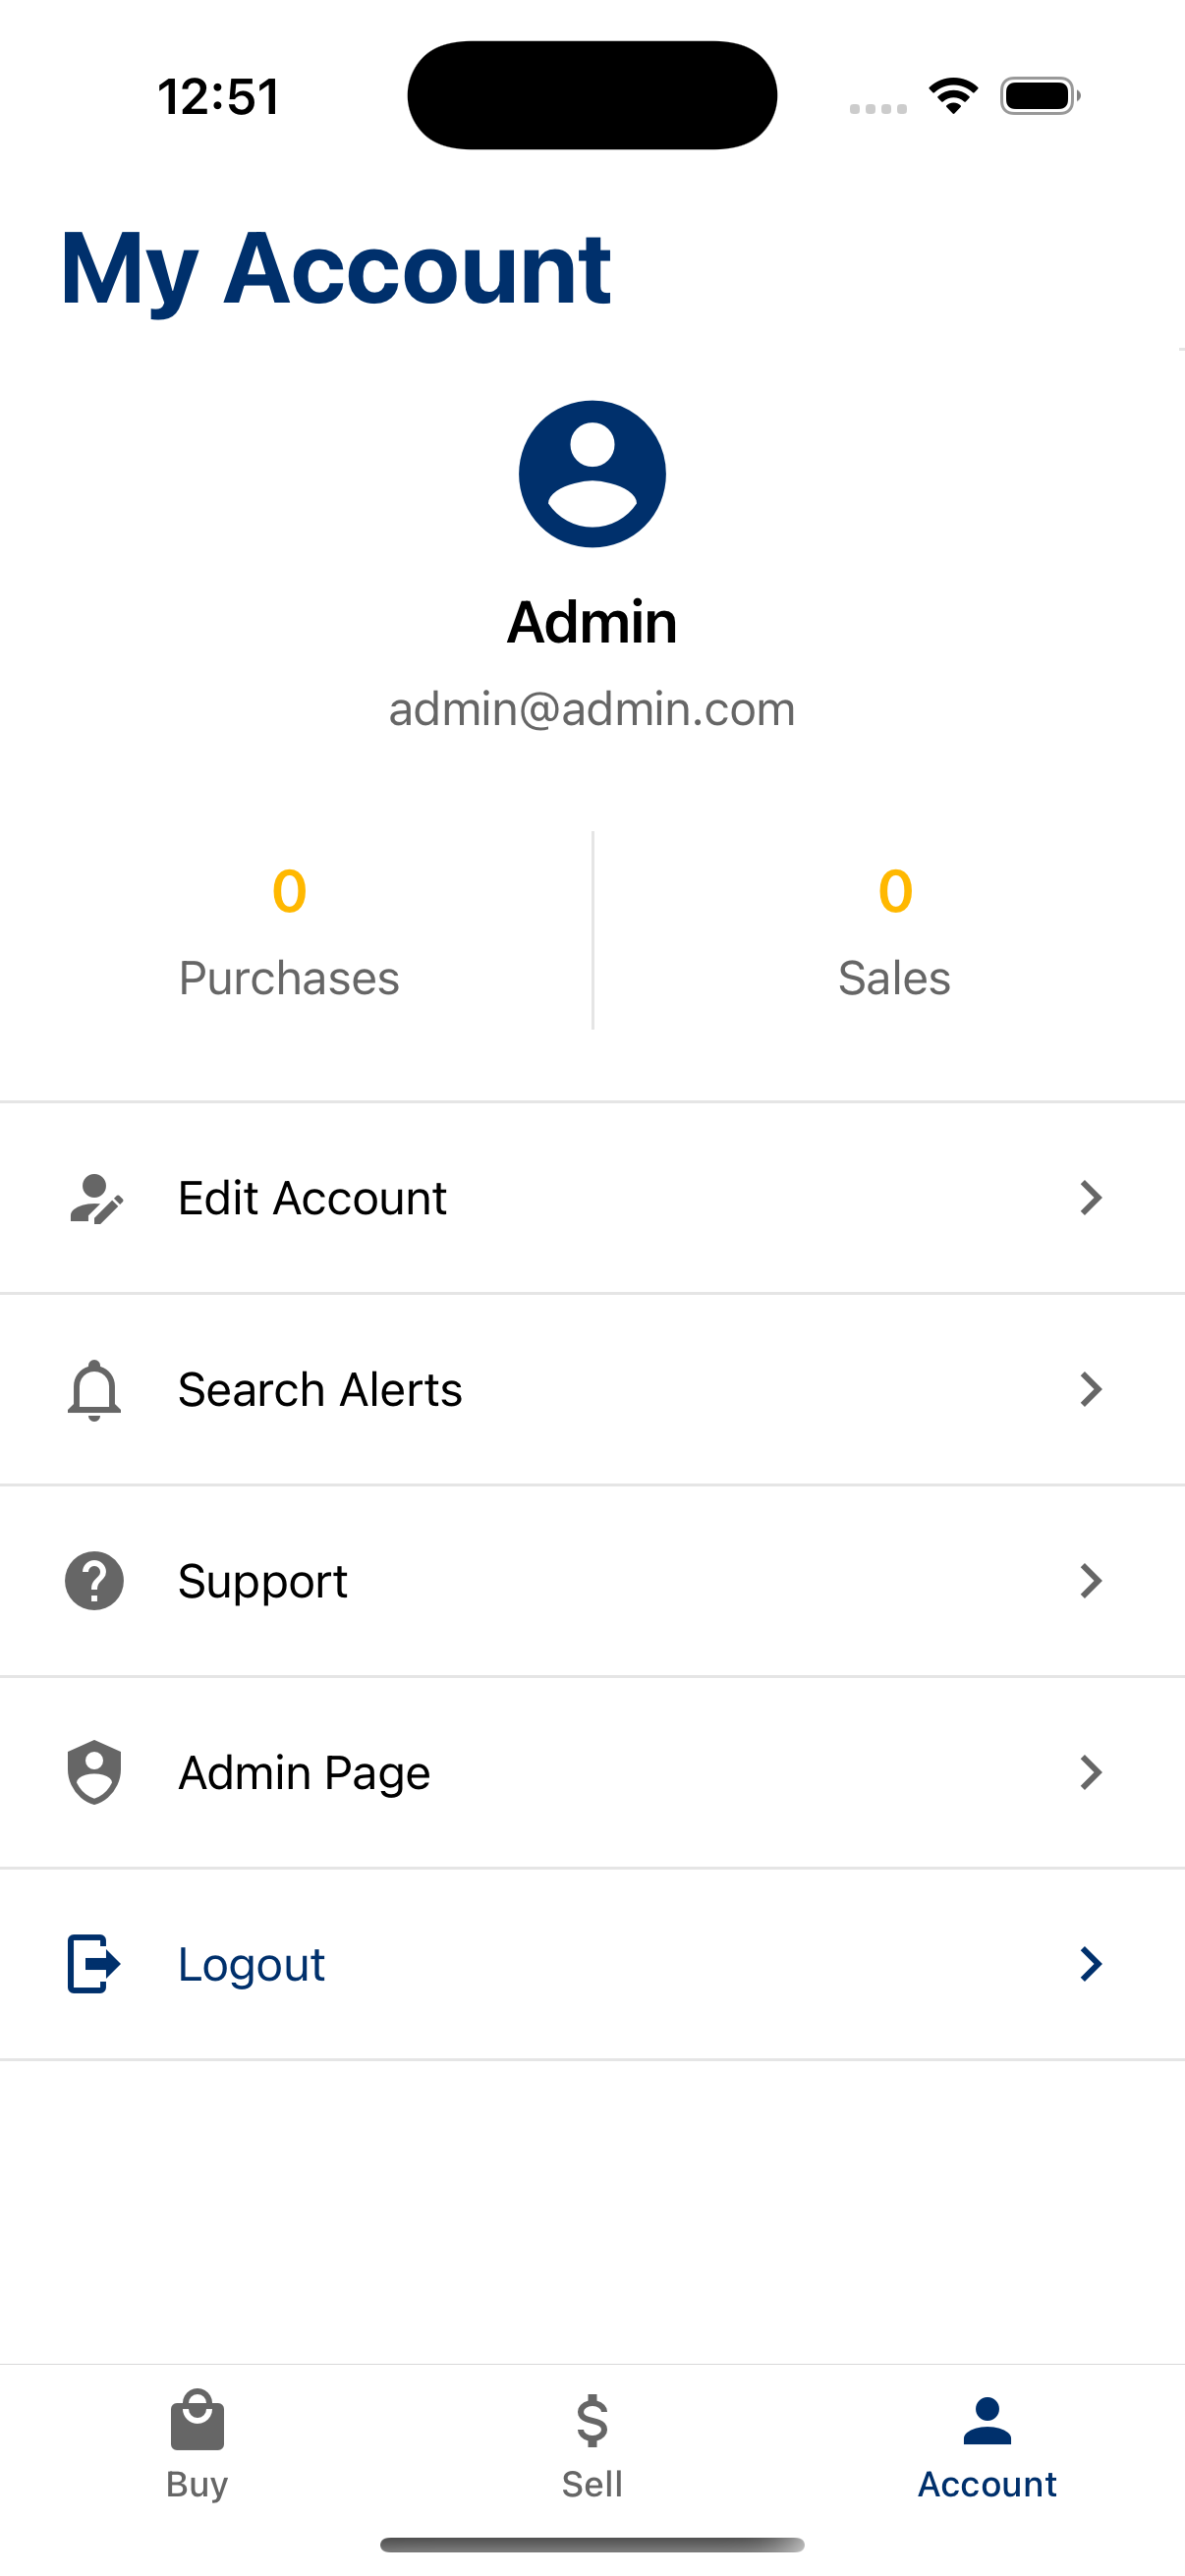 12:51
My Account
Admin
admin@admin.com
0
Purchases
0
Sales
Edit Account
Search Alerts
Support
Admin Page
Logout
Buy
Sell
Account